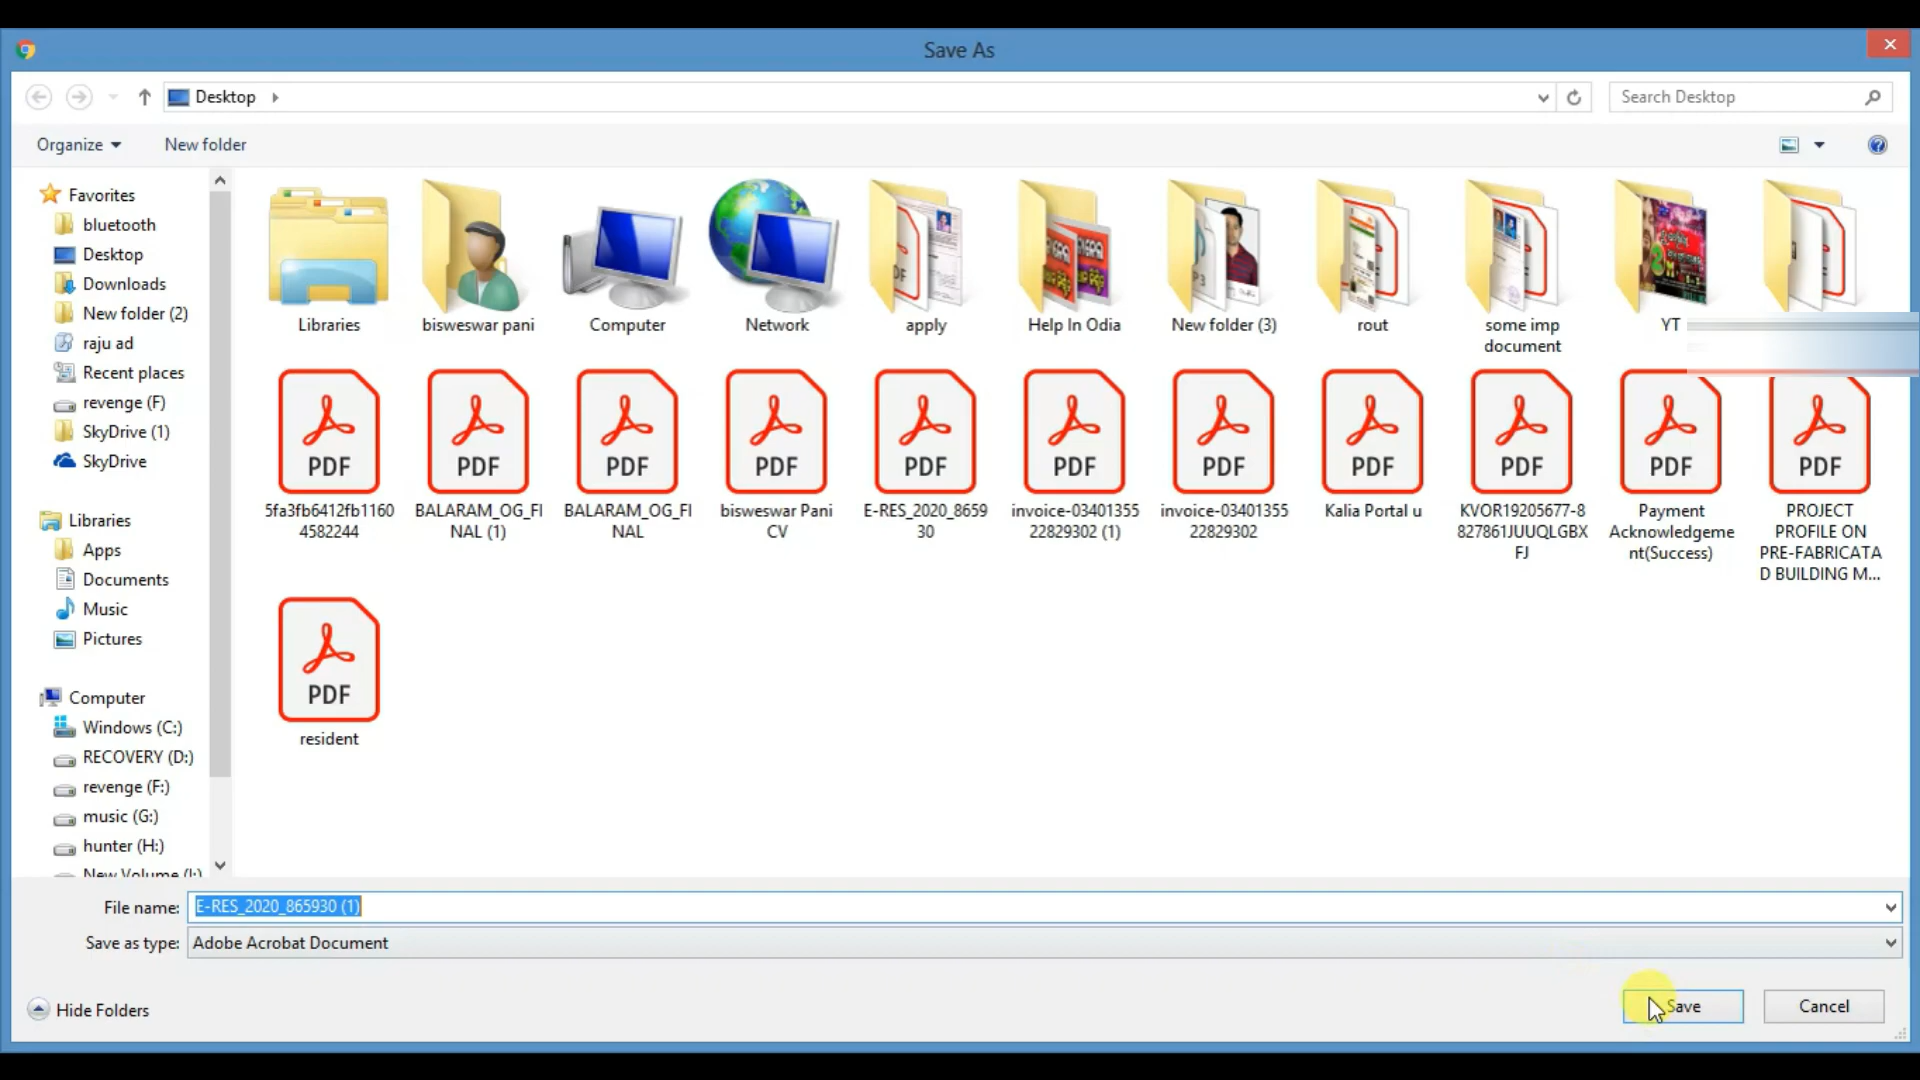 Save As
Desktop
Search Desktop
Organize
New folder
Favorites
bluetooth
Desktop
Downloads
New folder (2)
raju ad
Recent places
revenge (F)
SkyDrive (1)
SkyDrive
Libraries
Apps
Documents
Music
Pictures
Computer
Windows (C:)
RECOVERY (D:)
revenge (F:)
music (G:)
hunter (H:)
New Volume (I:)
Libraries
bisweswar pani
Computer
Network
apply
Help In Odia
New folder (3)
rout
some imp
document
YT
PDF
5fa3fb6412fb1160
4582244
PDF
BALARAM_OG_FI
NAL (1)
PDF
BALARAM_OG_FI
NAL
PDF
bisweswar Pani
CV
PDF
E-RES_2020_8659
30
PDF
invoice-03401355
22829302 (1)
PDF
invoice-03401355
22829302
PDF
Kalia Portal u
PDF
KVOR19205677-8
827861JUUQLGBX
FJ
PDF
Payment
Acknowledgeme
nt(Success)
PDF
PROJECT
PROFILE ON
PRE-FABRICATA
D BUILDING M...
PDF
resident
File name:
E-RES_2020_865930 (1)
Save as type:
Adobe Acrobat Document
Hide Folders
Save
Cancel